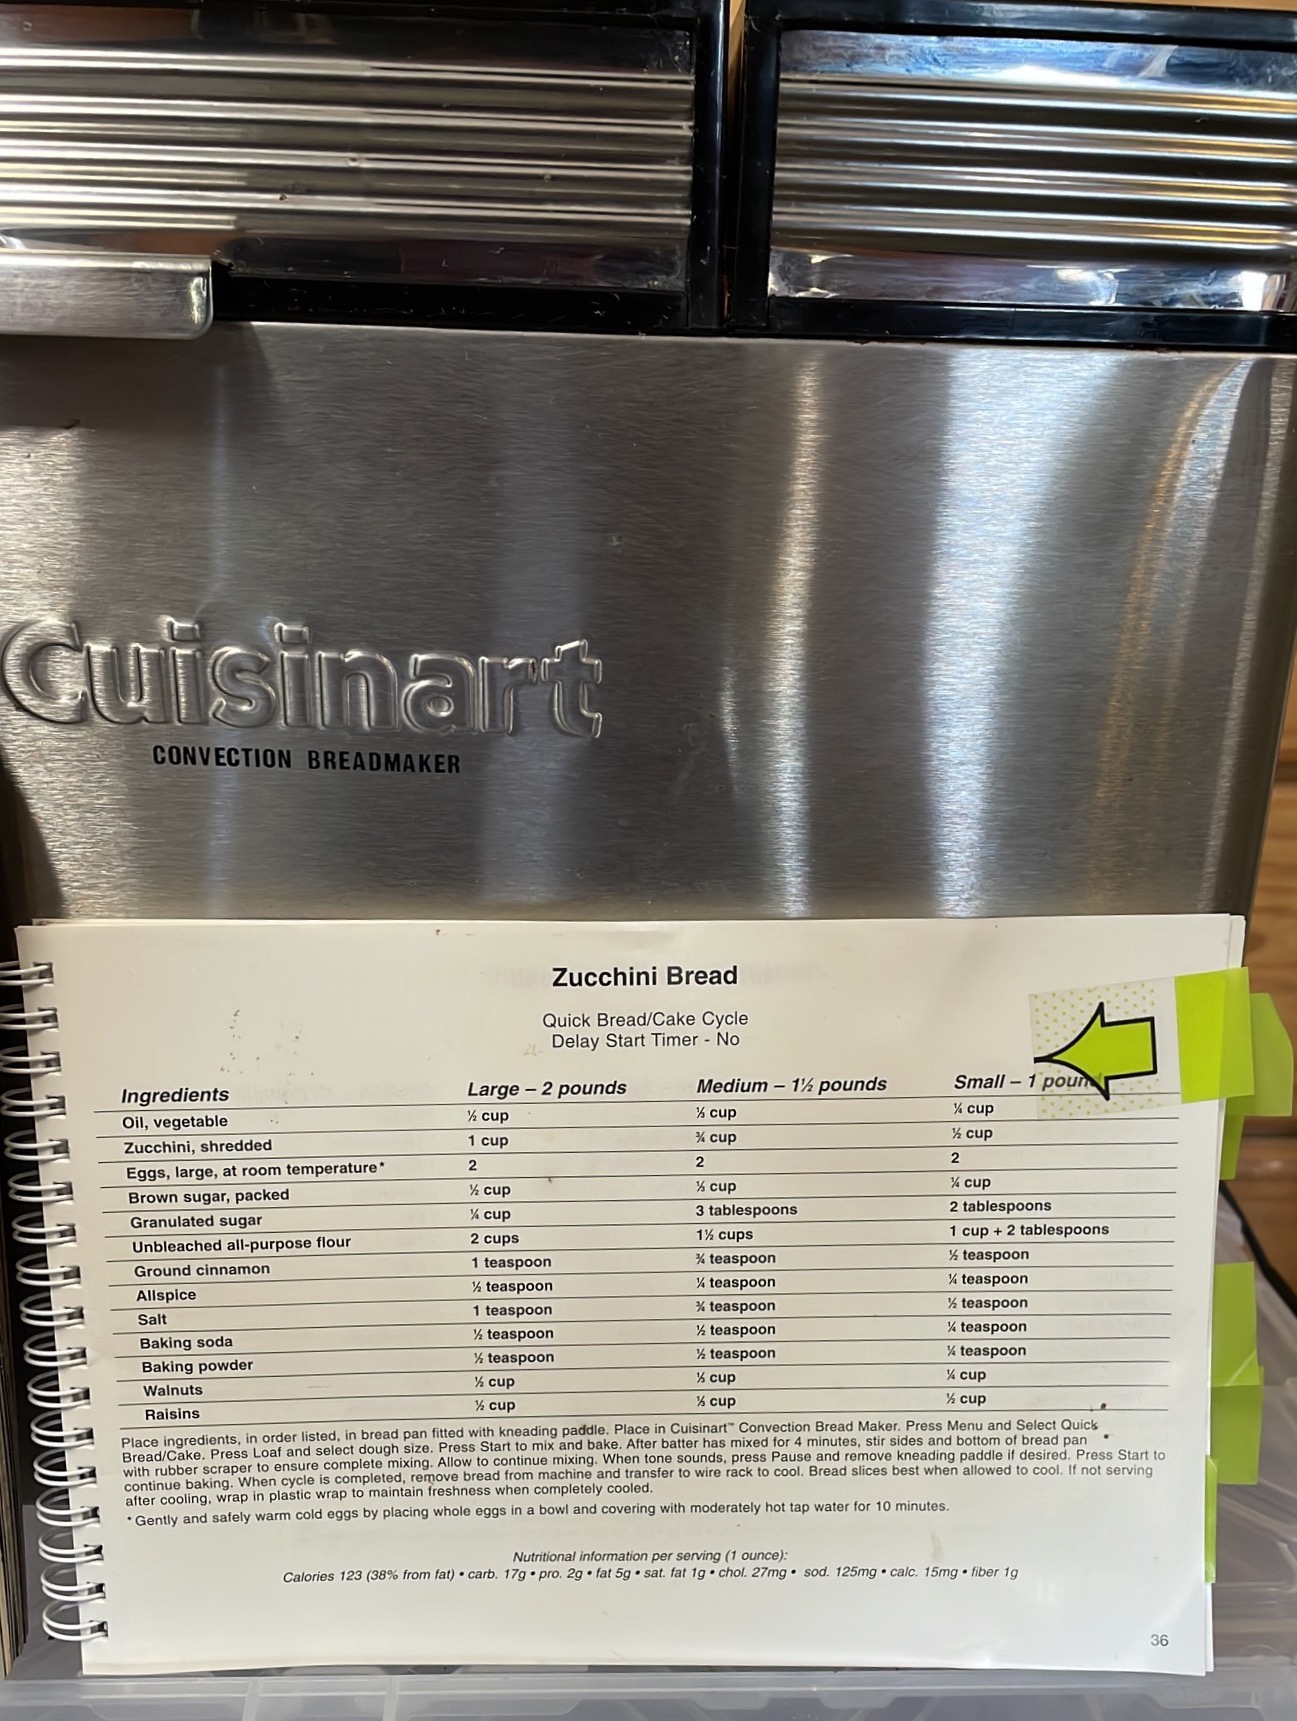 Cuisinart
CONVECTION BREADMAKER
Zucchini Bread
Quick Bread/Cake Cycle
Delay Start Timer - No
Ingredients Large – 2 pounds Medium – 1½ pounds Small – 1 pound
Oil, vegetable ½ cup ⅓ cup ¼ cup
Zucchini, shredded 1 cup ¾ cup ½ cup
Eggs, large, at room temperature* 2 2 2
Brown sugar, packed ½ cup ⅓ cup ¼ cup
Granulated sugar ¼ cup 3 tablespoons 2 tablespoons
Unbleached all-purpose flour 2 cups 1½ cups 1 cup + 2 tablespoons
Ground cinnamon 1 teaspoon ¾ teaspoon ½ teaspoon
Allspice ½ teaspoon ¼ teaspoon ¼ teaspoon
Salt 1 teaspoon ¾ teaspoon ½ teaspoon
Baking soda ½ teaspoon ½ teaspoon ¼ teaspoon
Baking powder ½ teaspoon ½ teaspoon ¼ teaspoon
Walnuts ½ cup ⅓ cup ¼ cup
Raisins ½ cup ⅓ cup ½ cup
Place ingredients, in order listed, in bread pan fitted with kneading paddle. Place in Cuisinart™ Convection Bread Maker. Press Menu and Select Quick
Bread/Cake. Press Loaf and select dough size. Press Start to mix and bake. After batter has mixed for 4 minutes, stir sides and bottom of bread pan
with rubber scraper to ensure complete mixing. Allow to continue mixing. When tone sounds, press Pause and remove kneading paddle if desired. Press Start to
continue baking. When cycle is completed, remove bread from machine and transfer to wire rack to cool. Bread slices best when allowed to cool. If not serving
after cooling, wrap in plastic wrap to maintain freshness when completely cooled.
* Gently and safely warm cold eggs by placing whole eggs in a bowl and covering with moderately hot tap water for 10 minutes.
Nutritional information per serving (1 ounce):
Calories 123 (38% from fat) • carb. 17g • pro. 2g • fat 5g • sat. fat 1g • chol. 27mg • sod. 125mg • calc. 15mg • fiber 1g
36